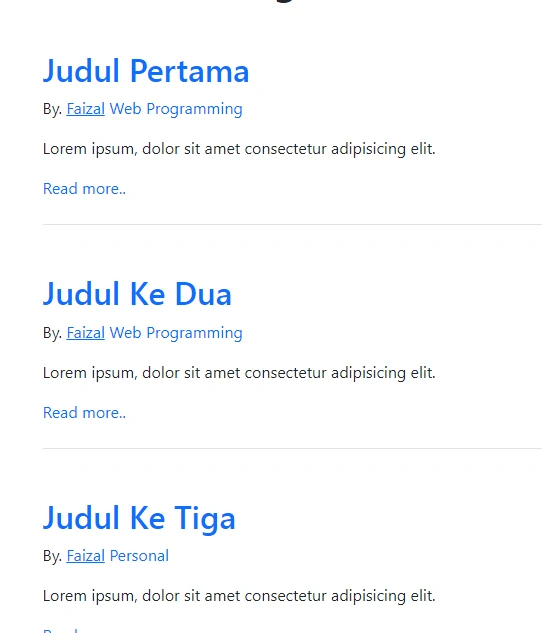 Judul Pertama
By. Faizal Web Programming
Lorem ipsum, dolor sit amet consectetur adipisicing elit.
Read more..
Judul Ke Dua
By. Faizal Web Programming
Lorem ipsum, dolor sit amet consectetur adipisicing elit.
Read more..
Judul Ke Tiga
By. Faizal Personal
Lorem ipsum, dolor sit amet consectetur adipisicing elit.